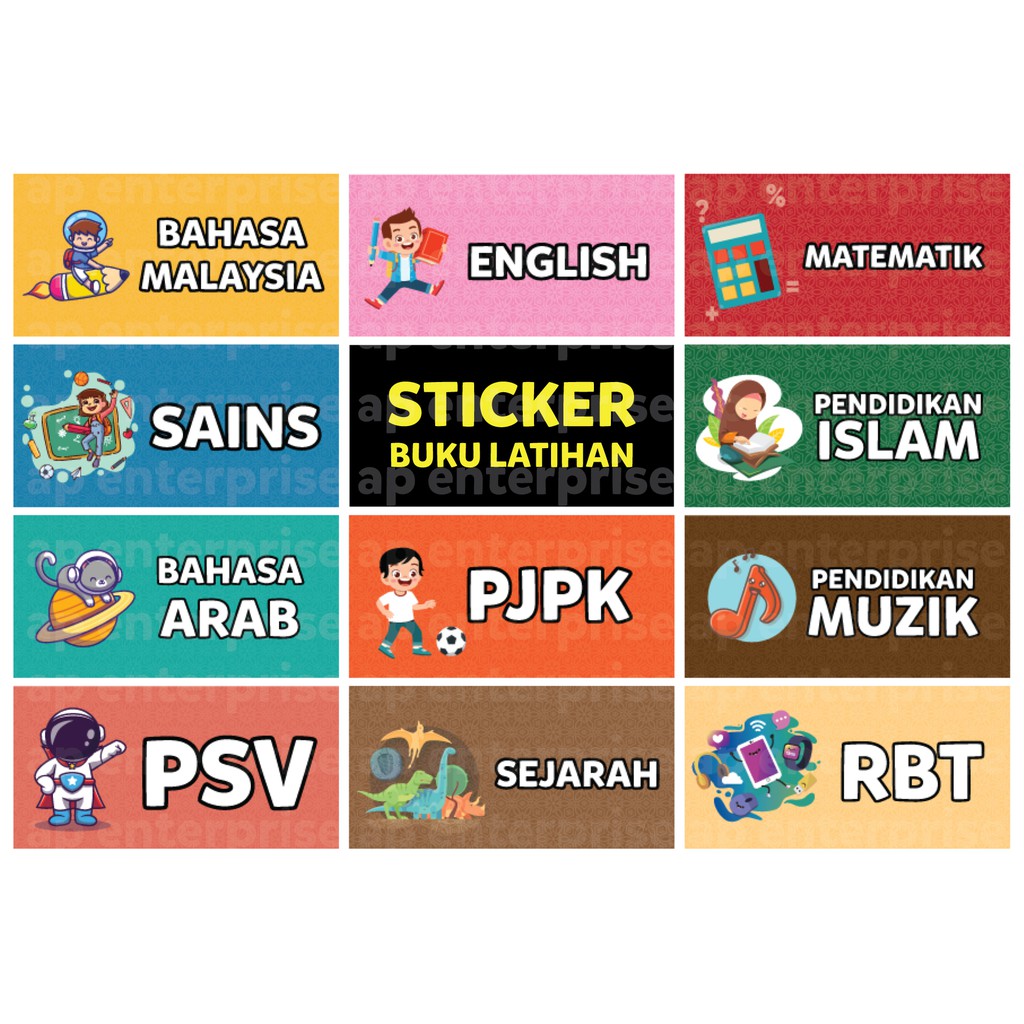 BAHASA
MALAYSIA
ENGLISH
MATEMATIK
SAINS
STICKER
BUKU LATIHAN
PENDIDIKAN
ISLAM
BAHASA
ARAB
PJPK
PENDIDIKAN
MUZIK
PSV
SEJARAH
RBT
ap enterprise